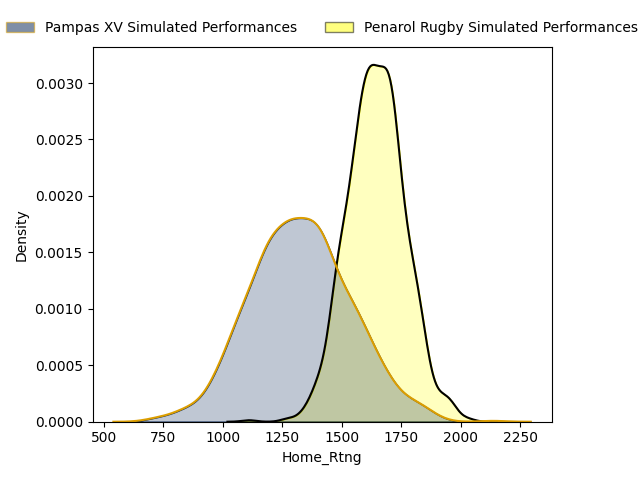 Pampas XV Simulated Performances
Penarol Rugby Simulated Performances
Density
0.0030
0.0025
0.0020
0.0015
0.0010
0.0005
0.0000
500 750 1000 1250 1500 1750 2000 2250
Home_Rtng